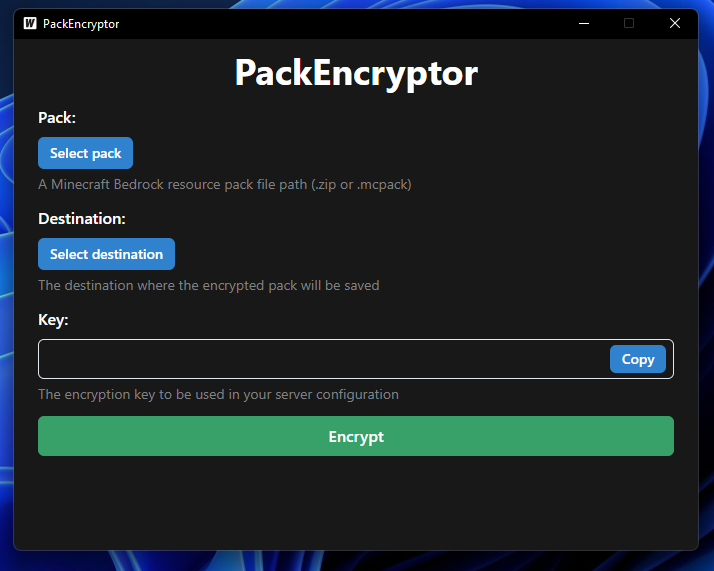 W PackEncryptor
PackEncryptor
Pack:
Select pack
A Minecraft Bedrock resource pack file path (.zip or .mcpack)
Destination:
Select destination
The destination where the encrypted pack will be saved
Key:
Copy
The encryption key to be used in your server configuration
Encrypt